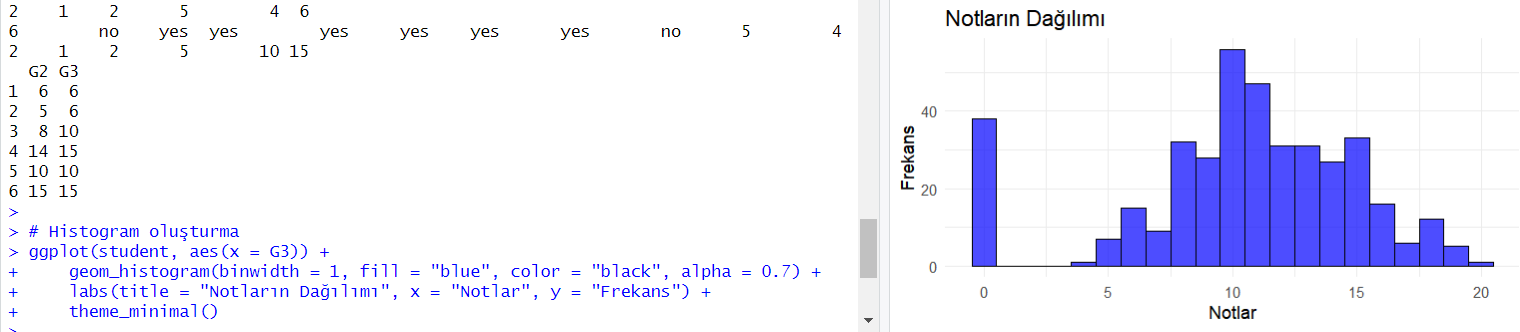 2    1    2    5        4  6
6        no    yes  yes        yes    yes    yes      yes      no     5       4
2    1    2    5       10 15
  G2 G3
1  6  6
2  5  6
3  8 10
4 14 15
5 10 10
6 15 15
>
> # Histogram oluşturma
> ggplot(student, aes(x = G3)) +
+     geom_histogram(binwidth = 1, fill = "blue", color = "black", alpha = 0.7) +
+     labs(title = "Notların Dağılımı", x = "Notlar", y = "Frekans") +
+     theme_minimal()
>
Notların Dağılımı
Frekans
40
20
0
0 5 10 15 20
Notlar